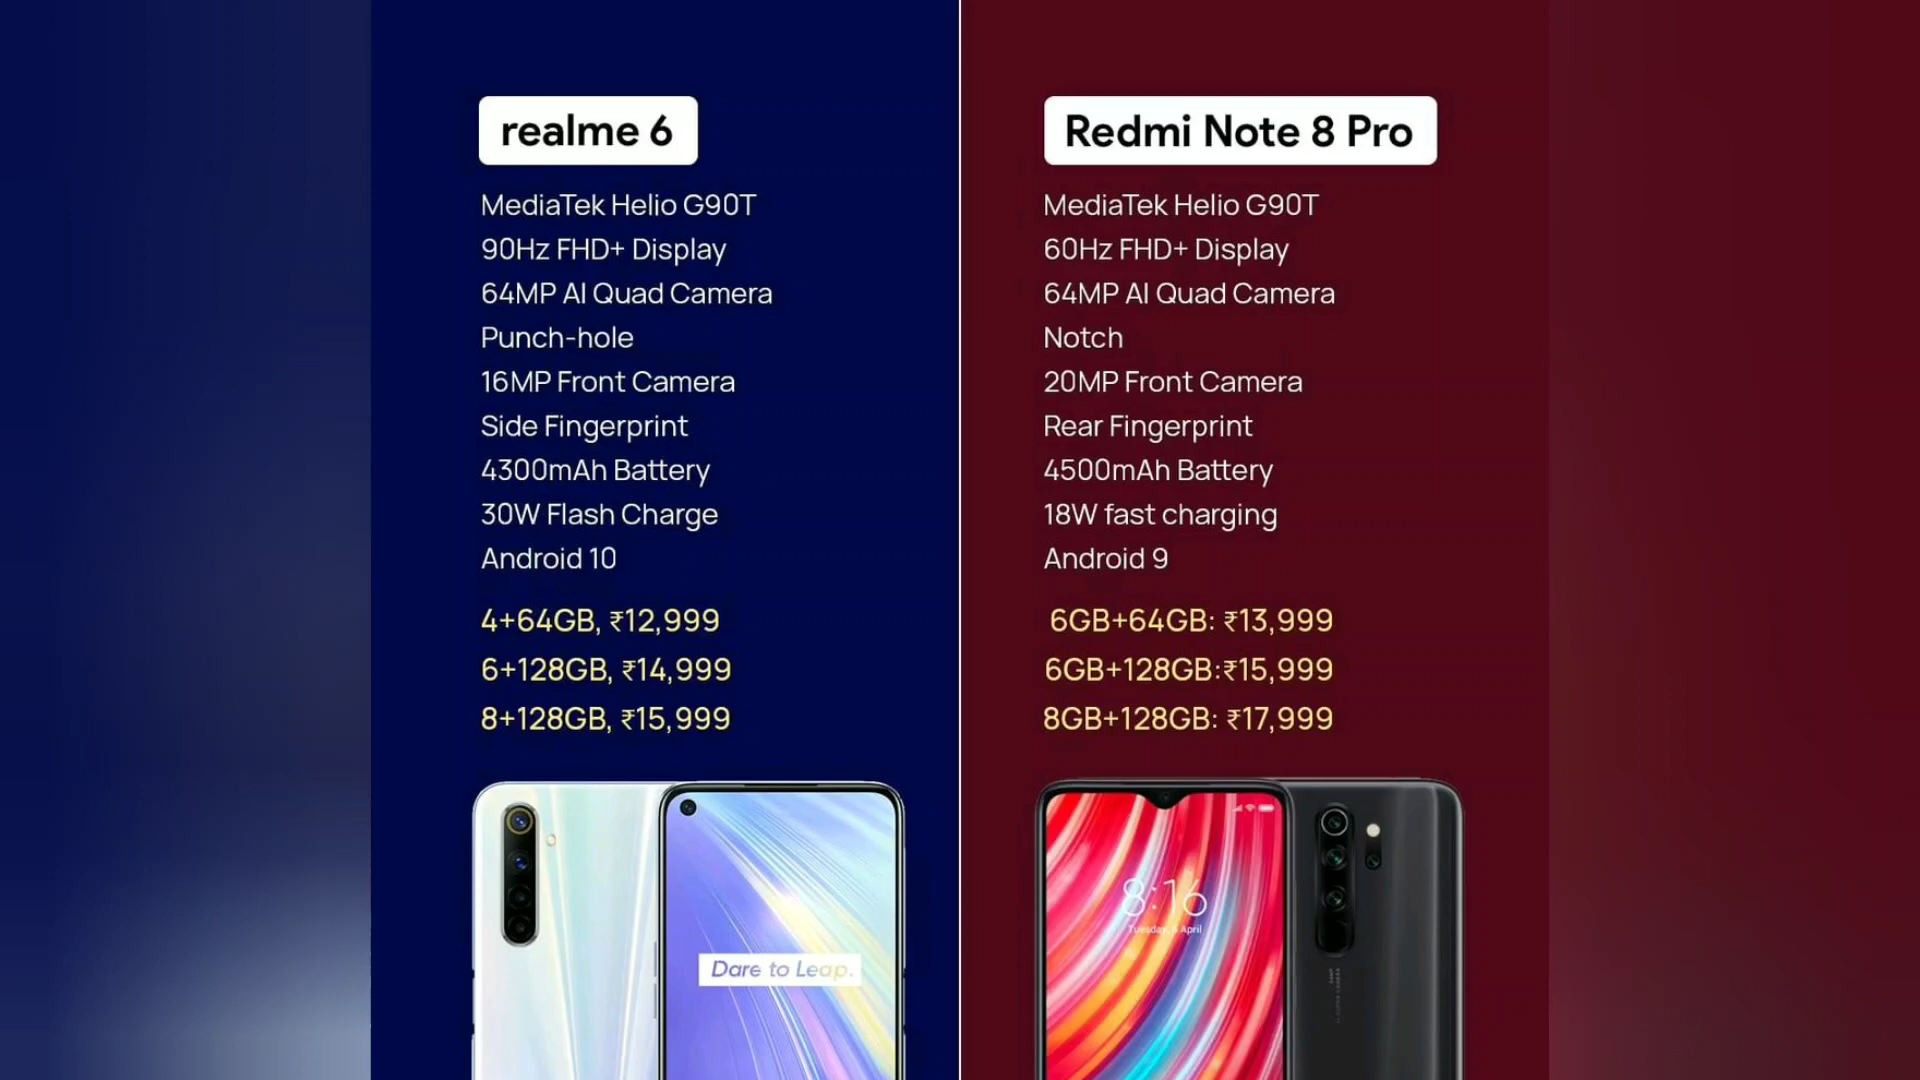 realme 6
MediaTek Helio G90T
90Hz FHD+ Display
64MP AI Quad Camera
Punch-hole
16MP Front Camera
Side Fingerprint
4300mAh Battery
30W Flash Charge
Android 10
4+64GB, ₹12,999
6+128GB, ₹14,999
8+128GB, ₹15,999
Dare to Leap.
Redmi Note 8 Pro
MediaTek Helio G90T
60Hz FHD+ Display
64MP AI Quad Camera
Notch
20MP Front Camera
Rear Fingerprint
4500mAh Battery
18W fast charging
Android 9
6GB+64GB: ₹13,999
6GB+128GB:₹15,999
8GB+128GB: ₹17,999
8:16
Tuesday, April